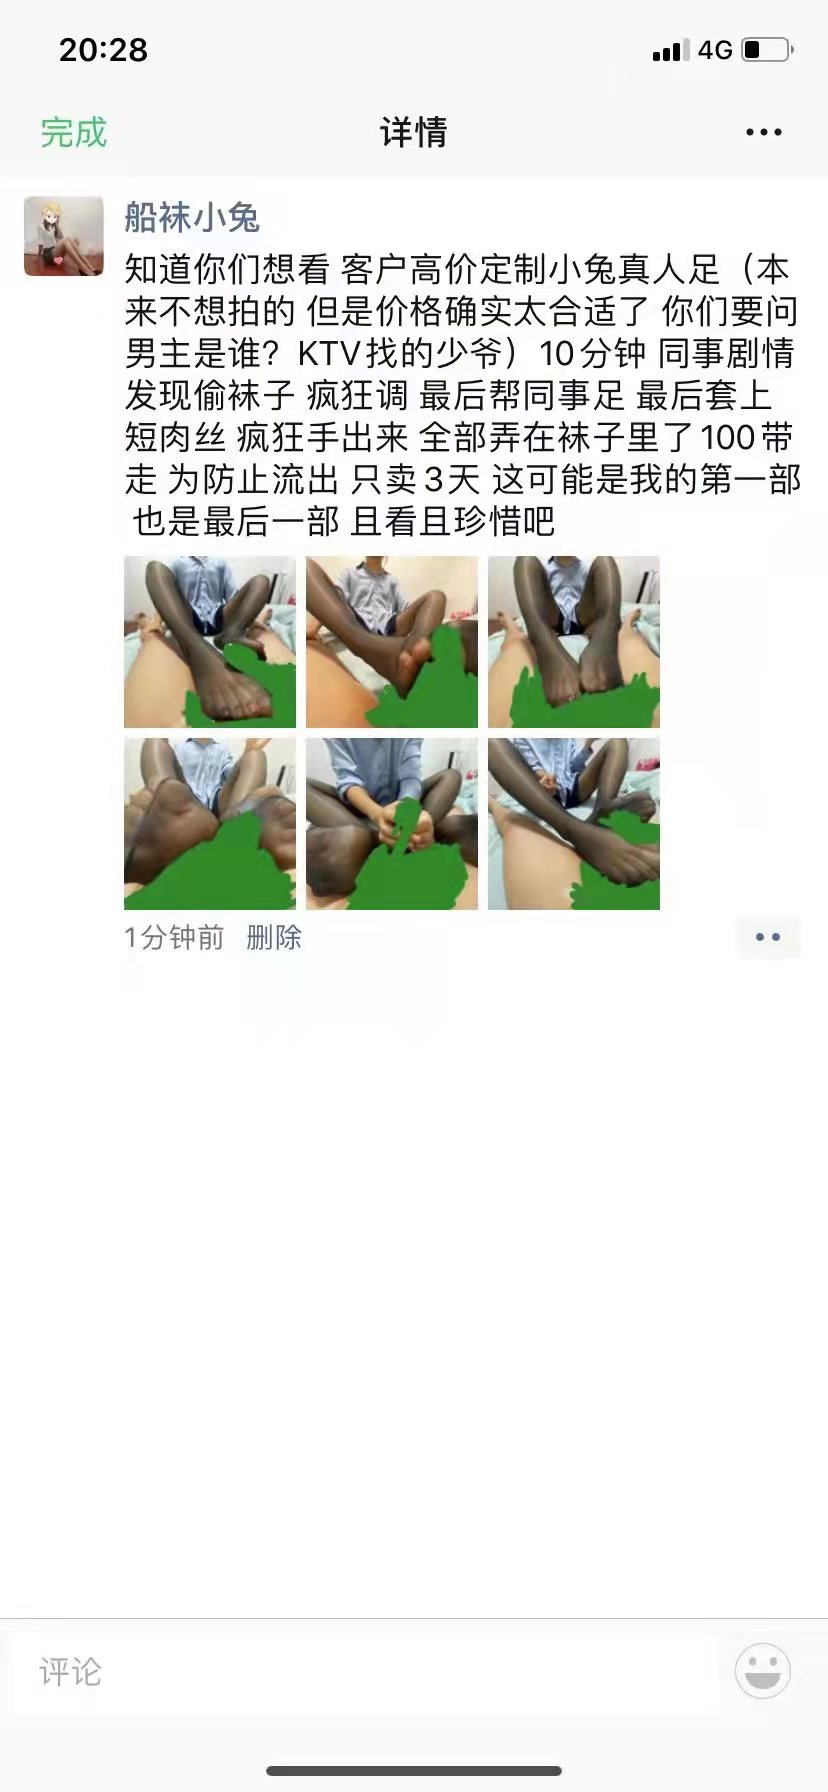 20:28
4G
完成
详情
船袜小兔
知道你们想看 客户高价定制小兔真人足（本
来不想拍的 但是价格确实太合适了 你们要问
男主是谁？KTV找的少爷）10分钟 同事剧情
发现偷袜子 疯狂调 最后帮同事足 最后套上
短肉丝 疯狂手出来 全部弄在袜子里了100带
走 为防止流出 只卖3天 这可能是我的第一部
也是最后一部 且看且珍惜吧
1分钟前 删除
评论